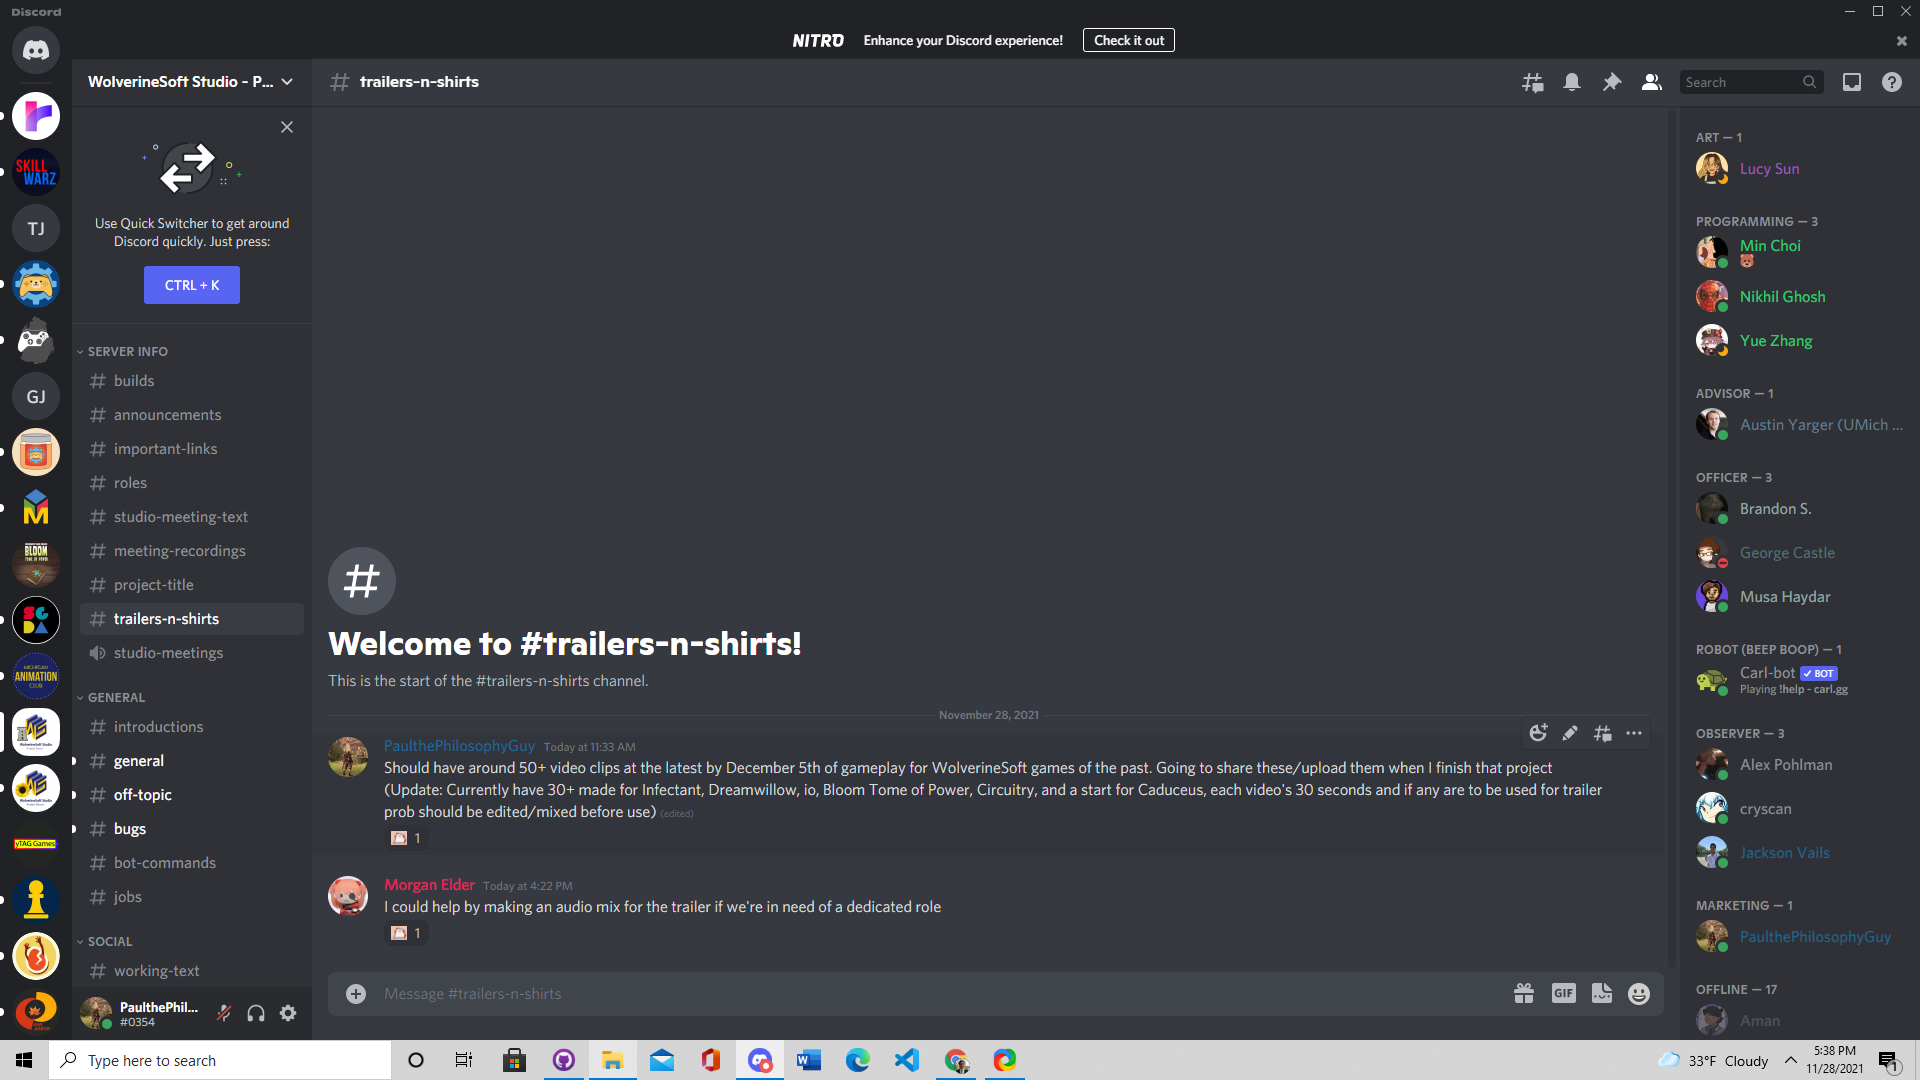 Discord
NITRO Enhance your Discord experience! Check it out
WolverineSoft Studio - P...
trailers-n-shirts
Search
Use Quick Switcher to get around
Discord quickly. Just press:
CTRL + K
SERVER INFO
builds
announcements
important-links
roles
studio-meeting-text
meeting-recordings
project-title
trailers-n-shirts
studio-meetings
GENERAL
introductions
general
off-topic
bugs
bot-commands
jobs
SOCIAL
working-text
PaulthePhil...
#0354
SKILL
WARZ
TJ
GJ
BLOOM
MICHIGAN
ANIMATION
CLUB
yTAG Games
Welcome to #trailers-n-shirts!
This is the start of the #trailers-n-shirts channel.
November 28, 2021
PaulthePhilosophyGuy Today at 11:33 AM
Should have around 50+ video clips at the latest by December 5th of gameplay for WolverineSoft games of the past. Going to share these/upload them when I finish that project
(Update: Currently have 30+ made for Infectant, Dreamwillow, io, Bloom Tome of Power, Circuitry, and a start for Caduceus, each video's 30 seconds and if any are to be used for trailer
prob should be edited/mixed before use) (edited)
1
Morgan Elder Today at 4:22 PM
I could help by making an audio mix for the trailer if we're in need of a dedicated role
1
Message #trailers-n-shirts
GIF
ART — 1
Lucy Sun
PROGRAMMING — 3
Min Choi
Nikhil Ghosh
Yue Zhang
ADVISOR — 1
Austin Yarger (UMich ...
OFFICER — 3
Brandon S.
George Castle
Musa Haydar
ROBOT (BEEP BOOP) — 1
Carl-bot BOT
Playing !help - carl.gg
OBSERVER — 3
Alex Pohlman
cryscan
Jackson Vails
MARKETING — 1
PaulthePhilosophyGuy
OFFLINE — 17
Aman
Type here to search
33°F Cloudy
5:38 PM
11/28/2021
1